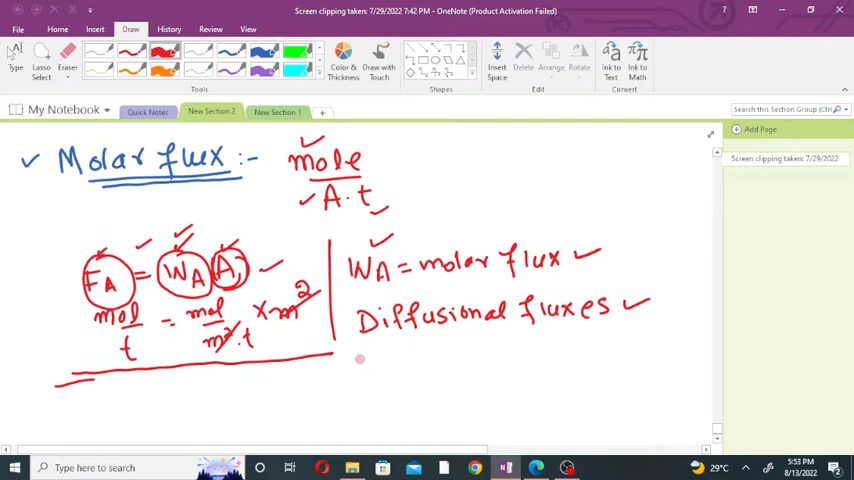 Screen clipping taken: 7/29/2022 7:42 PM - OneNote (Product Activation Failed)
File Home Insert Draw History Review View
Type Lasso Select Eraser Color & Thickness Draw with Touch Insert Space Delete Arrange Rotate Ink to Text Ink to Math
Tools Shapes Edit Convert
My Notebook Quick Notes New Section 2 New Section 1 Search this Section Group (Ctrl
Add Page
Screen clipping taken: 7/29/2022
Molar flux :- mole
A · t
FA = WA A,
WA = molar flux
mol/t = mol/m2·t × m2
Diffusional fluxes
Type here to search
29°C
5:53 PM
8/13/2022
2